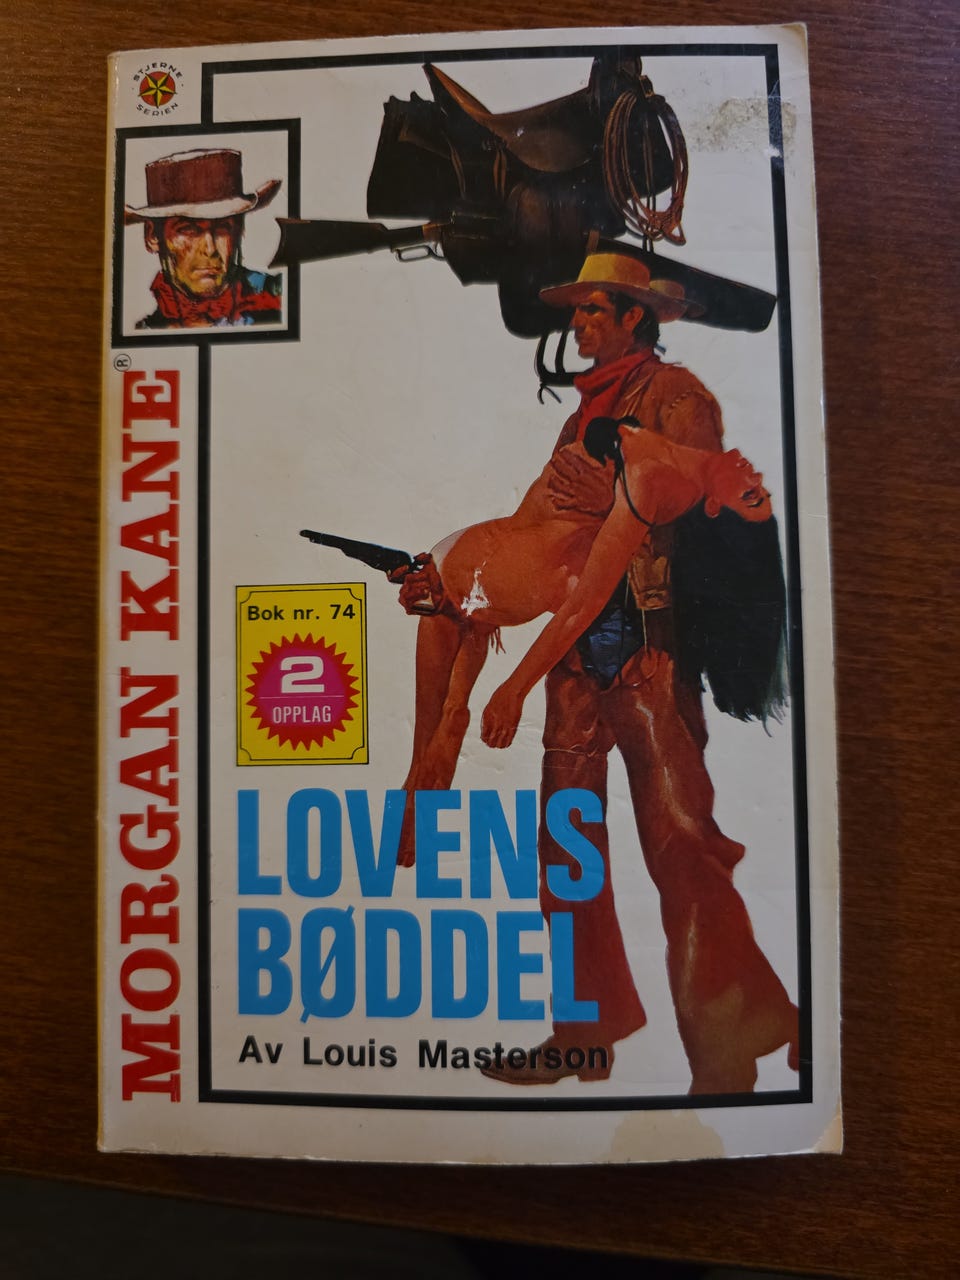 STJERNE
SERIEN
MORGAN KANE®
Bok nr. 74
2
OPPLAG
LOVENS
BØDDEL
Av Louis Masterson